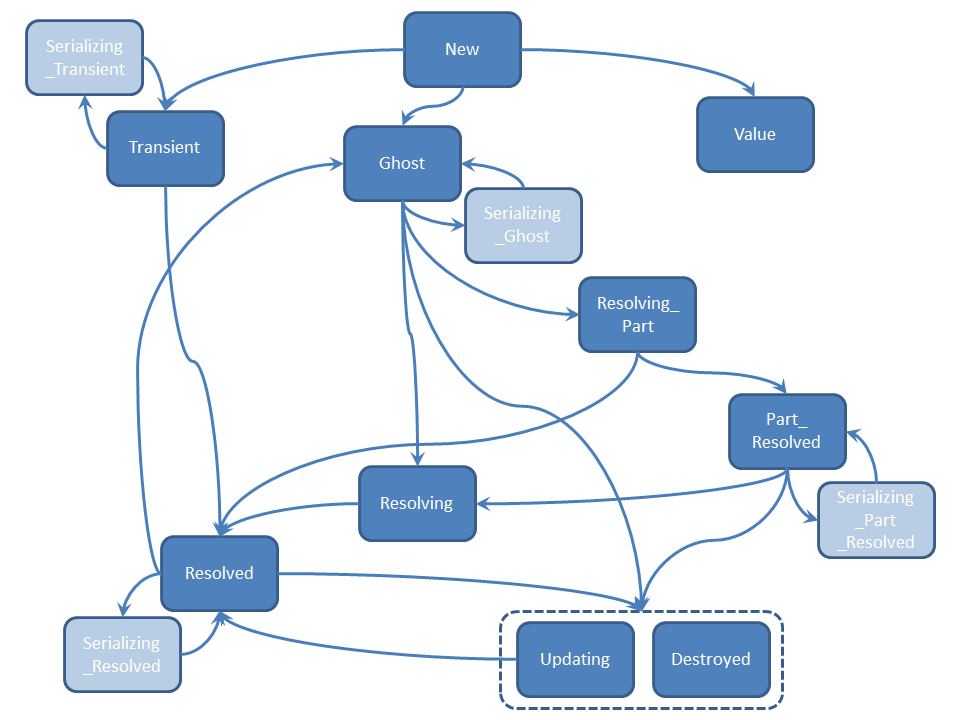 New
Serializing
_Transient
Transient
Value
Ghost
Serializing
_Ghost
Resolving_
Part
Part_
Resolved
Resolving
Serializing
_Part
_Resolved
Resolved
Serializing
_Resolved
Updating
Destroyed